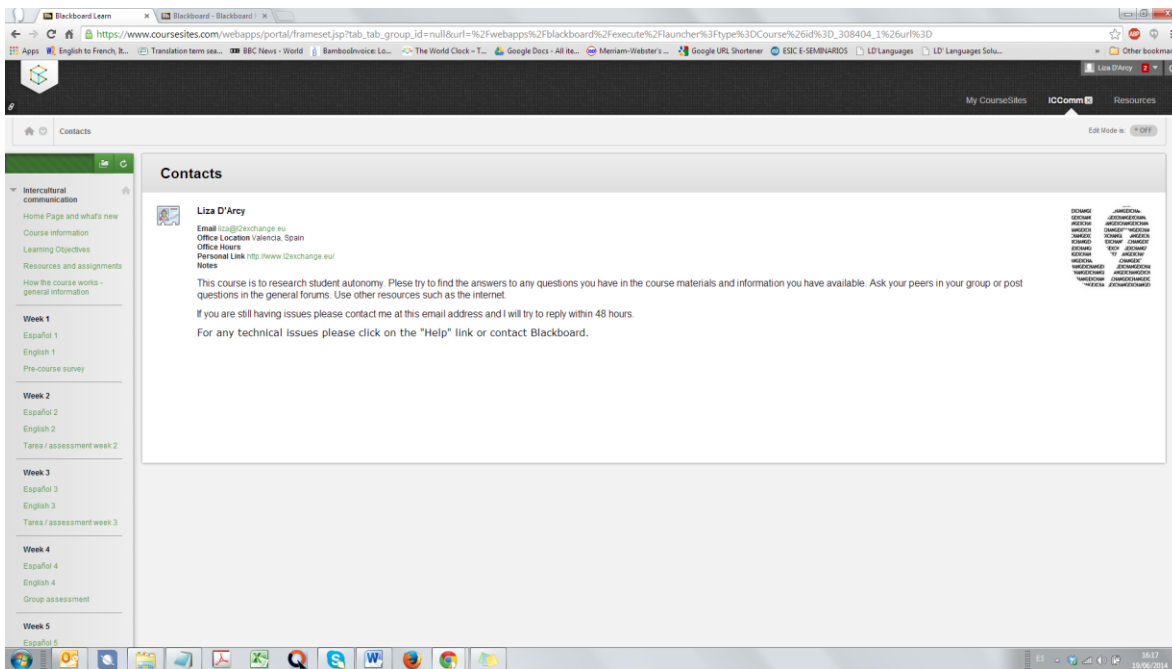 Blackboard Learn
Blackboard - Blackboard
https://www.coursesites.com/webapps/portal/frameset.jsp?tab_tab_group_id=null&url=%2Fwebapps%2Fblackboard%2Fexecute%2Flauncher%3Ftype%3DCourse%26id%3D_308404_1%26url%3D
Apps English to French, It... Translation term sea... BBC News - World BambooInvoice: Lo... The World Clock – T... Google Docs - All ite... Merriam-Webster's ... Google URL Shortener ESIC E-SEMINARIOS LD'Languages LD' Languages Solu... » Other bookmar
Liza D'Arcy 2
My CourseSites ICComm Resources
Contacts
Edit Mode is: OFF
Intercultural
communication
Home Page and what's new
Course information
Learning Objectives
Resources and assignments
How the course works -
general information
Week 1
Español 1
English 1
Pre-course survey
Week 2
Español 2
English 2
Tarea / assessment week 2
Week 3
Español 3
English 3
Tarea / assessment week 3
Week 4
Español 4
English 4
Group assessment
Week 5
Español 5
Contacts
Liza D'Arcy
Email liza@i2exchange.eu
Office Location Valencia, Spain
Office Hours
Personal Link http://www.i2exchange.eu/
Notes
This course is to research student autonomy. Plese try to find the answers to any questions you have in the course materials and information you have available. Ask your peers in your group or post
questions in the general forums. Use other resources such as the internet.
If you are still having issues please contact me at this email address and I will try to reply within 48 hours.
For any technical issues please click on the "Help" link or contact Blackboard.
ES
16:17
19/06/2014